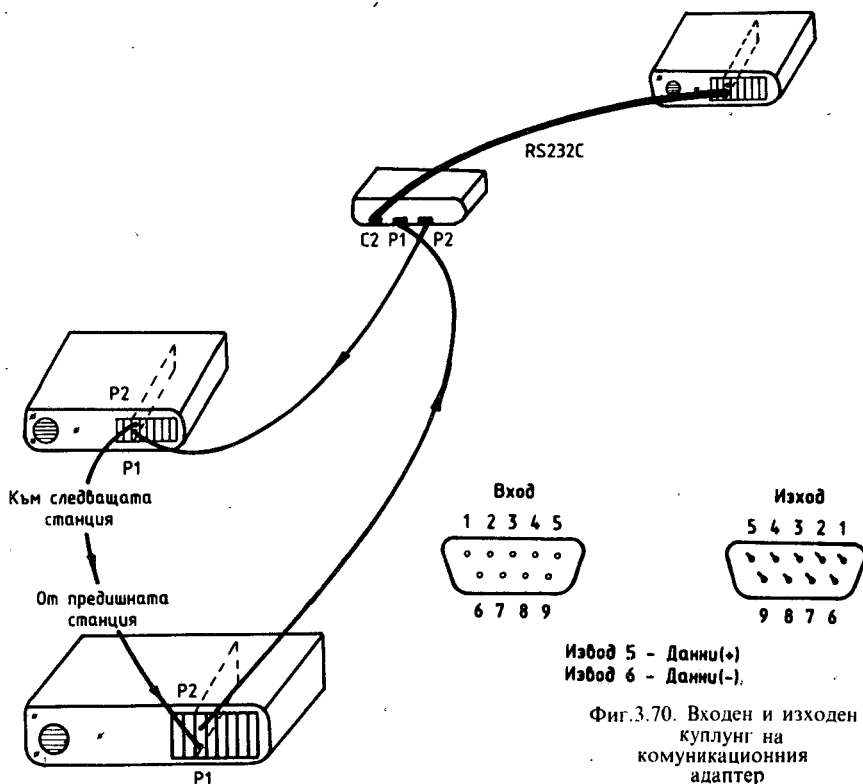 RS232C
C2 P1 P2
P2
P1
Към следващата
станция
От предишната
станция
P2
P1
Вход
1 2 3 4 5
6 7 8 9
Изход
5 4 3 2 1
9 8 7 6
Извод 5 - Данни(+)
Извод 6 - Данни(-)
Фиг.3.70. Входен и изходен
куплунг на
комуникационния
адаптер